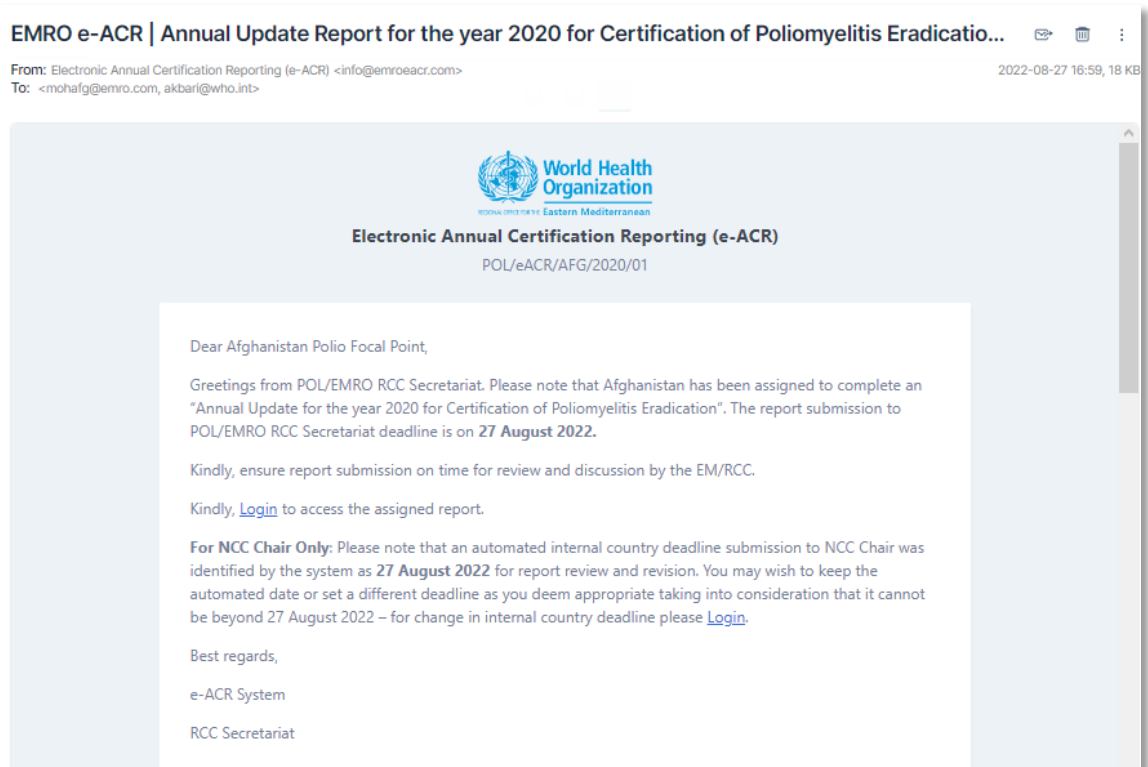 EMRO e-ACR | Annual Update Report for the year 2020 for Certification of Poliomyelitis Eradicatio...
From: Electronic Annual Certification Reporting (e-ACR) <info@emroeacr.com>
2022-08-27 16:59, 18 KB
To: <mohafg@emro.com, akbari@who.int>
World Health
Organization
REGIONAL OFFICE FOR THE Eastern Mediterranean
Electronic Annual Certification Reporting (e-ACR)
POL/eACR/AFG/2020/01
Dear Afghanistan Polio Focal Point,
Greetings from POL/EMRO RCC Secretariat. Please note that Afghanistan has been assigned to complete an
"Annual Update for the year 2020 for Certification of Poliomyelitis Eradication". The report submission to
POL/EMRO RCC Secretariat deadline is on 27 August 2022.
Kindly, ensure report submission on time for review and discussion by the EM/RCC.
Kindly, Login to access the assigned report.
For NCC Chair Only: Please note that an automated internal country deadline submission to NCC Chair was
identified by the system as 27 August 2022 for report review and revision. You may wish to keep the
automated date or set a different deadline as you deem appropriate taking into consideration that it cannot
be beyond 27 August 2022 – for change in internal country deadline please Login.
Best regards,
e-ACR System
RCC Secretariat